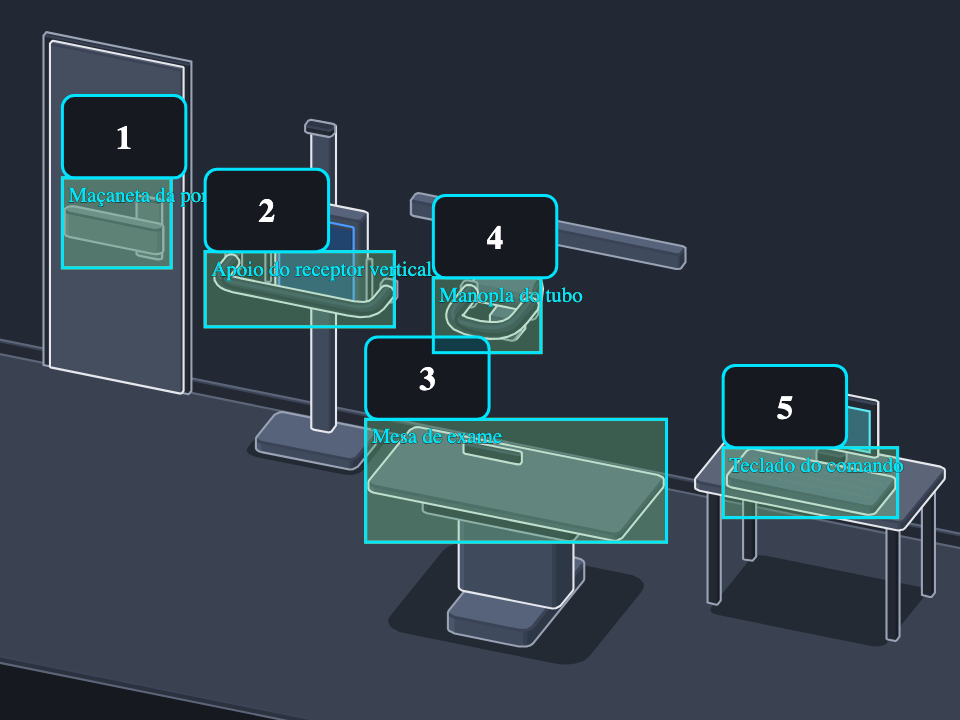 1
Maçaneta da por
2
Apoio do receptor vertical
4
Manopla do tubo
3
Mesa de exame
5
Teclado do comando